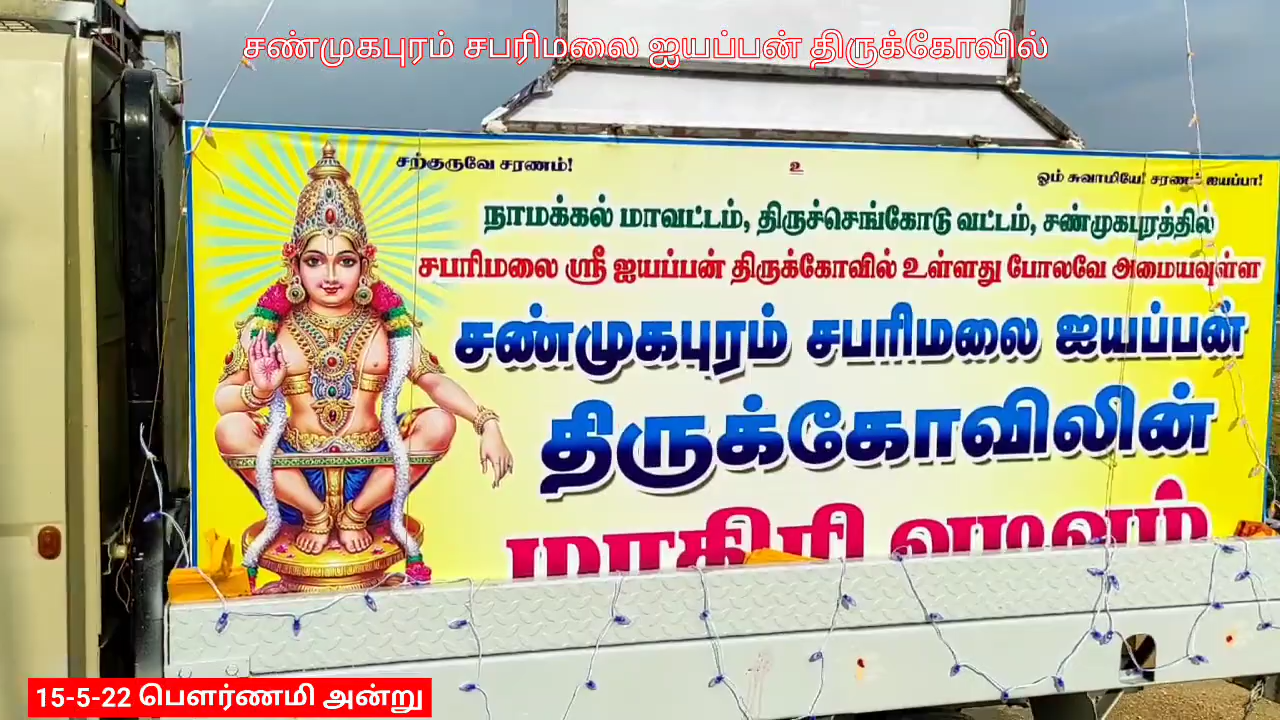 சண்முகபுரம் சபரிமலை ஐயப்பன் திருக்கோவில்
சற்குருவே சரணம்!
உ
ஓம் சுவாமியே! சரணம் ஐயப்பா!
நாமக்கல் மாவட்டம், திருச்செங்கோடு வட்டம், சண்முகபுரத்தில்
சபரிமலை ஸ்ரீ ஐயப்பன் திருக்கோவில் உள்ளது போலவே அமையவுள்ள
சண்முகபுரம் சபரிமலை ஐயப்பன்
திருக்கோவிலின்
மாதிரி வடிவம்
15-5-22 பௌர்ணமி அன்று